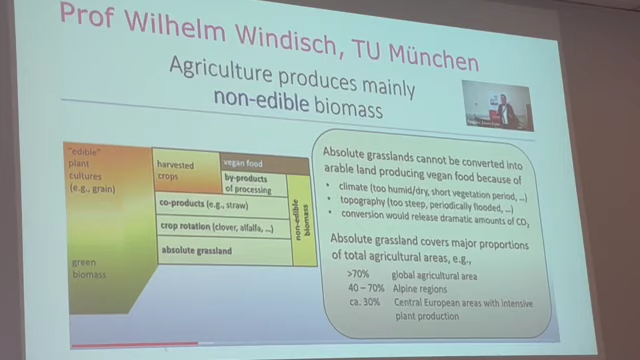 Prof Wilhelm Windisch, TU München
Agriculture produces mainly
non-edible biomass
"edible"
plant
cultures
(e.g., grain)
green
biomass
harvested
crops
vegan food
by-products
of processing
co-products (e.g., straw)
crop rotation (clover, alfalfa, ...)
absolute grassland
non-edible
biomass
Absolute grasslands cannot be converted into
arable land producing vegan food because of
• climate (too humid/dry, short vegetation period, ...)
• topography (too steep, periodically flooded, ...)
• conversion would release dramatic amounts of CO₂
Absolute grassland covers major proportions
of total agricultural areas, e.g.,
>70% global agricultural area
40 – 70% Alpine regions
ca. 30% Central European areas with intensive
plant production